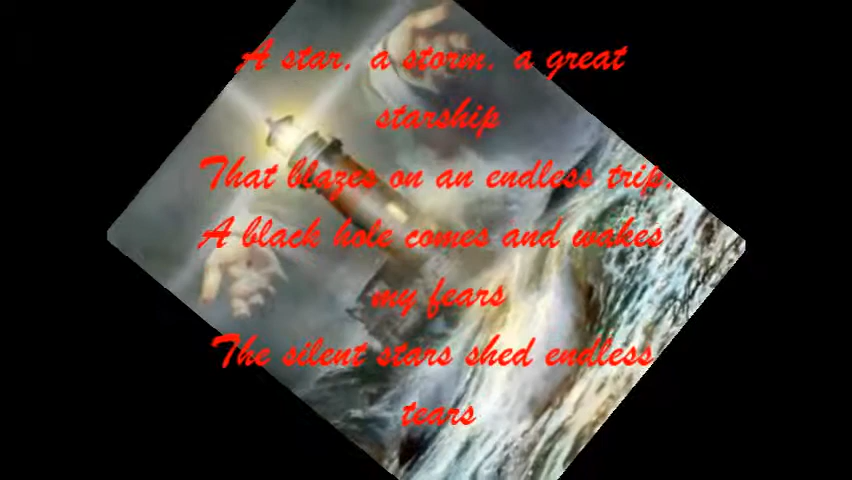 A star, a storm, a great
starship
That blazes on an endless trip,
A black hole comes and wakes
my fears
The silent stars shed endless
tears